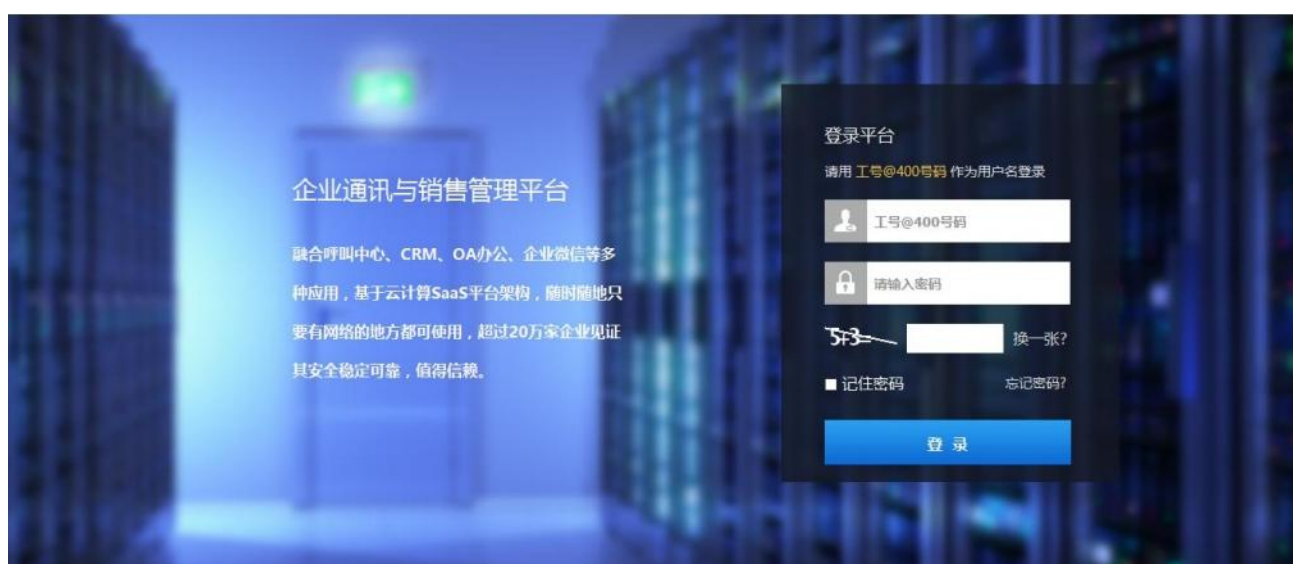 企业通讯与销售管理平台
融合呼叫中心、CRM、OA办公、企业微信等多
种应用，基于云计算SaaS平台架构，随时随地只
要有网络的地方都可使用，超过20万家企业见证
其安全稳定可靠，值得信赖。
登录平台
请用 工号@400号码 作为用户名登录
工号@400号码
请输入密码
5+3=
换一张?
记住密码
忘记密码?
登 录